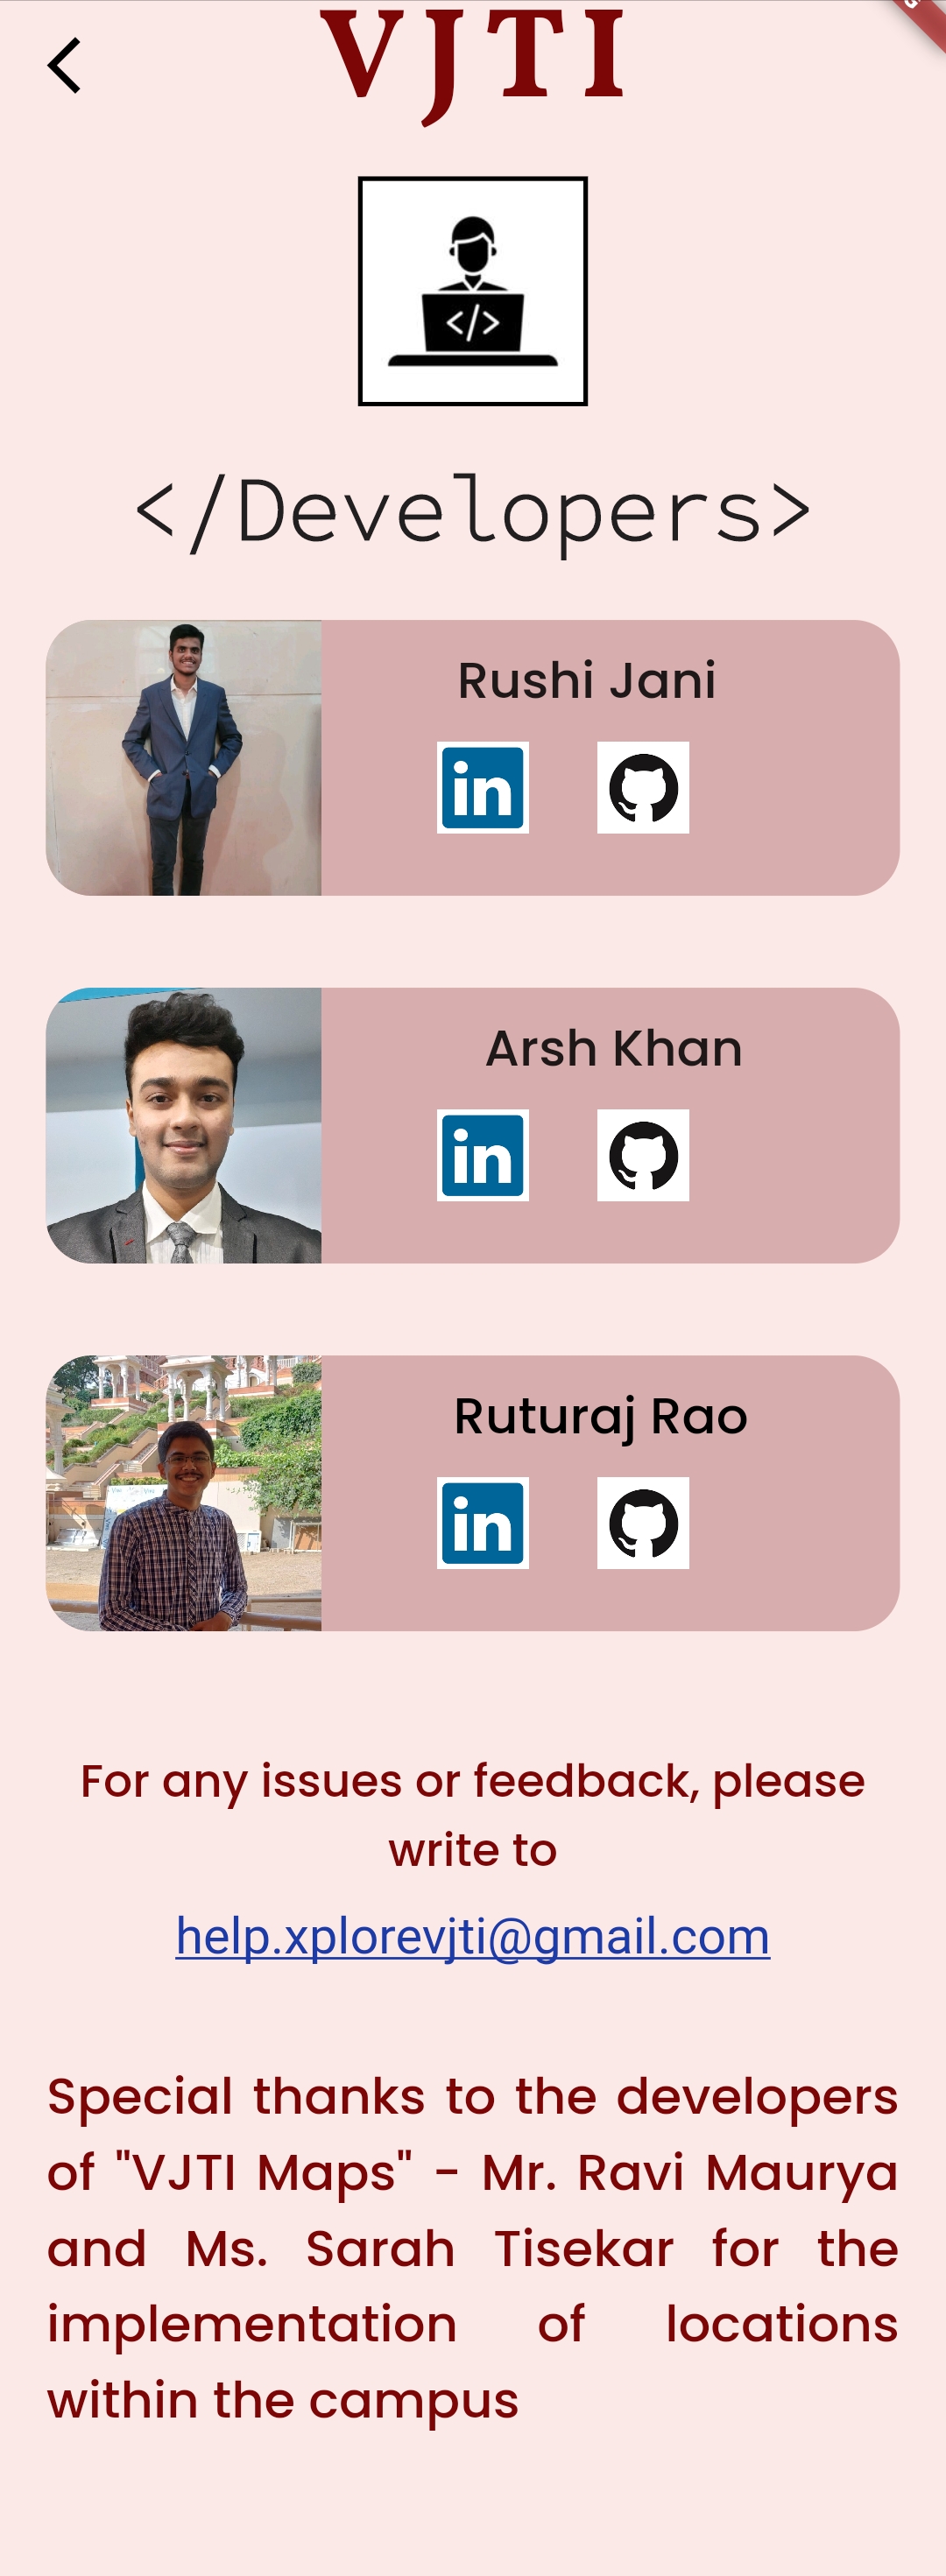 VJTI
</>
</Developers>
Rushi Jani
in
Arsh Khan
in
Ruturaj Rao
in
For any issues or feedback, please
write to
help.xplorevjti@gmail.com
Special thanks to the developers
of "VJTI Maps" - Mr. Ravi Maurya
and Ms. Sarah Tisekar for the
implementation of locations
within the campus